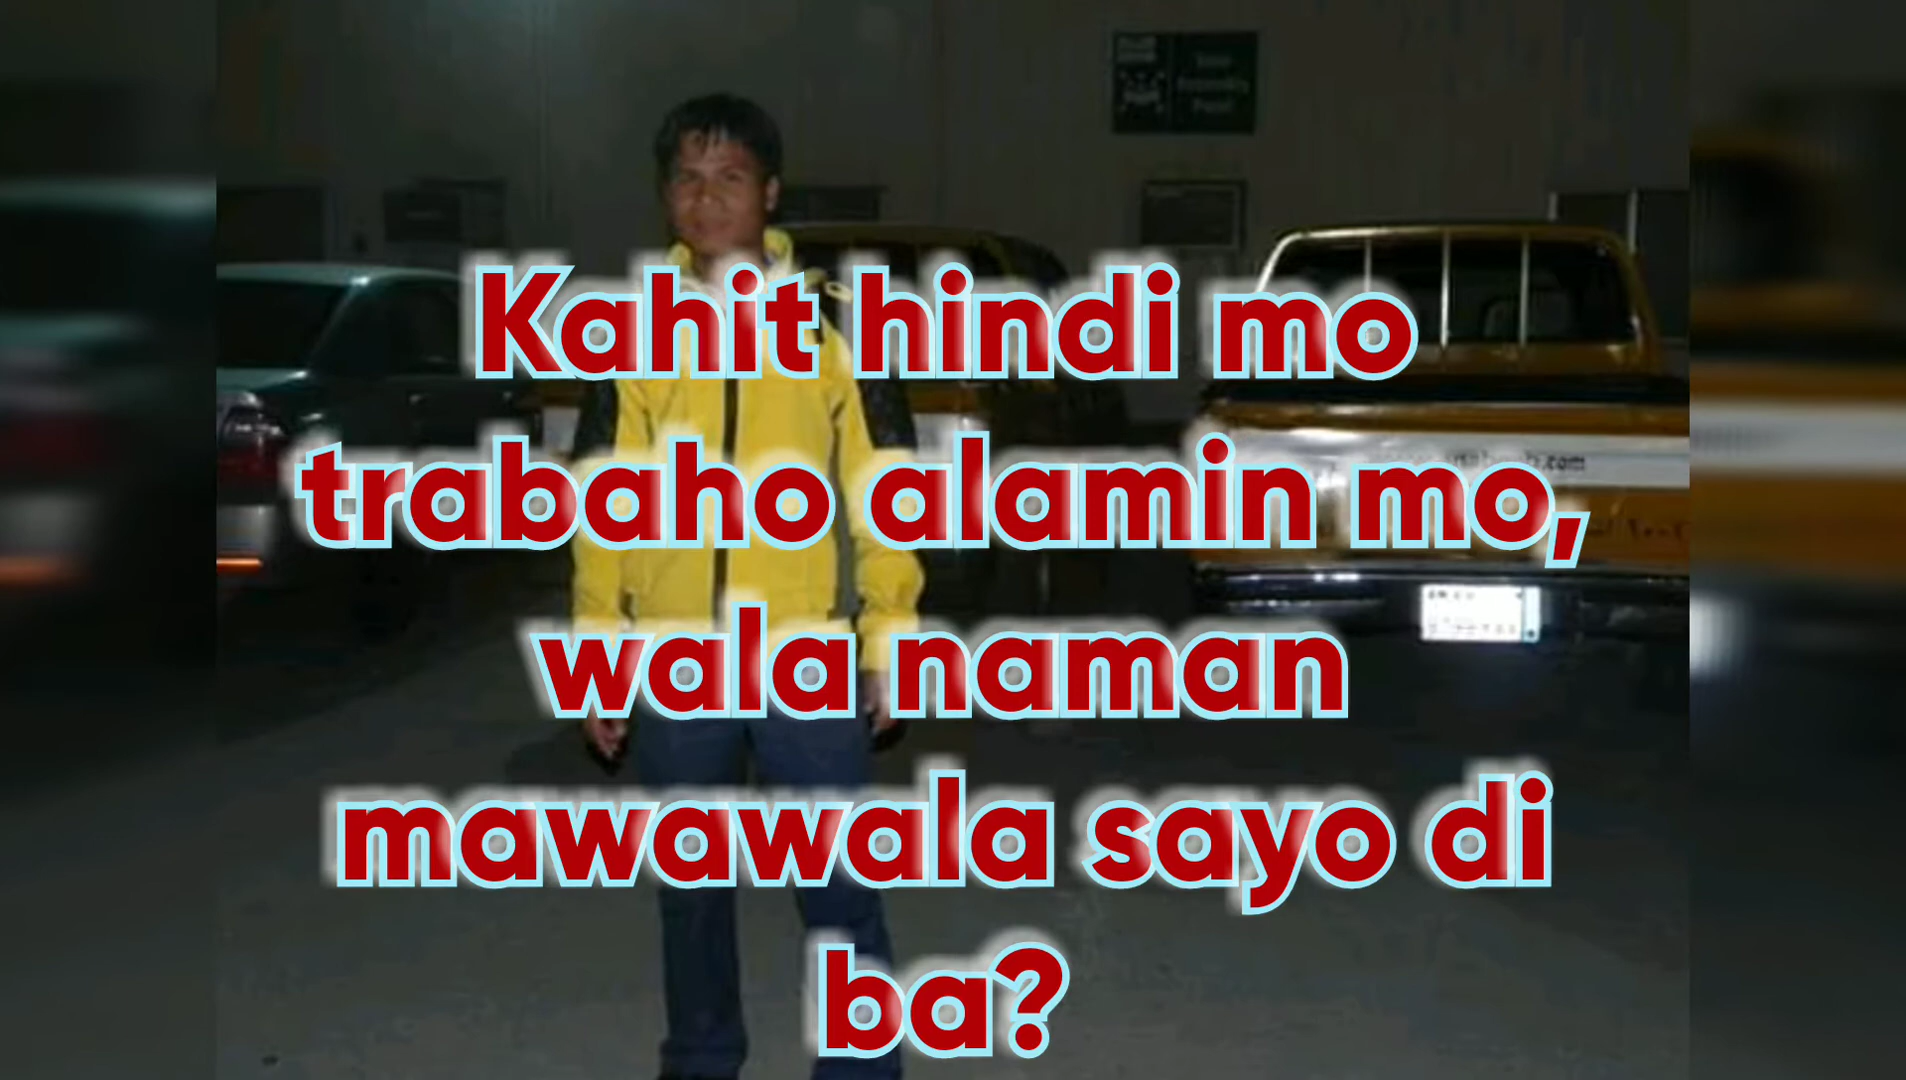 Kahit hindi mo
trabaho alamin mo,
wala naman
mawawala sayo di
ba?